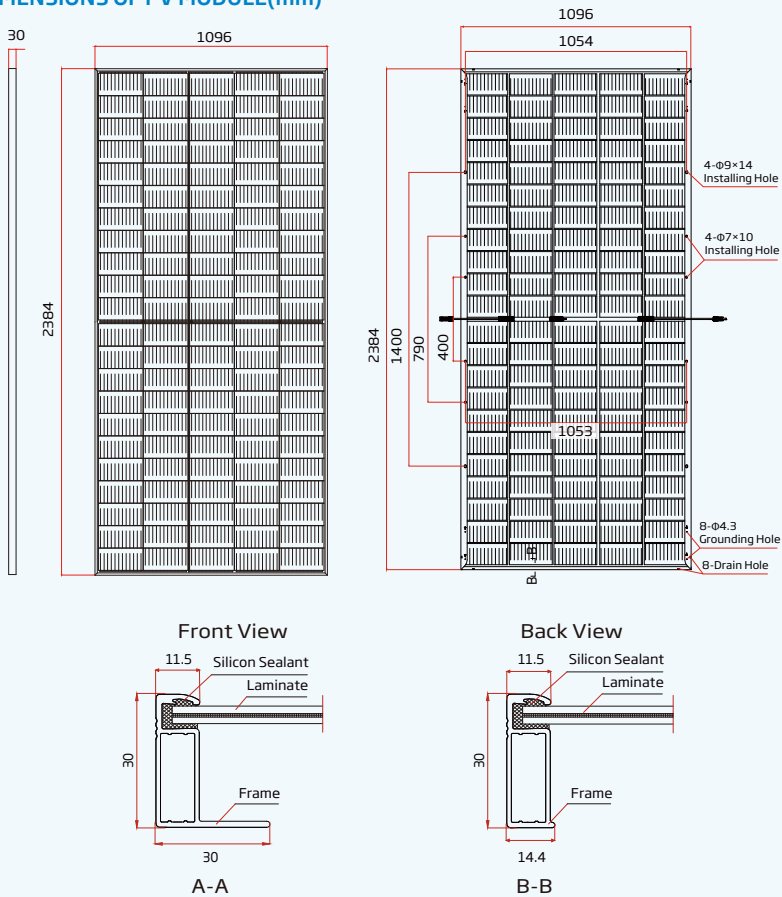 MENSIONS OF PV MODULE(mm)
30
1096
2384
1096
1054
2384
1400
790
400
1053
4-Φ9×14
Installing Hole
4-Φ7×10
Installing Hole
8-Φ4.3
Grounding Hole
8-Drain Hole
B
B
Front View
Back View
11.5
Silicon Sealant
Laminate
30
Frame
30
A-A
11.5
Silicon Sealant
Laminate
30
Frame
14.4
B-B